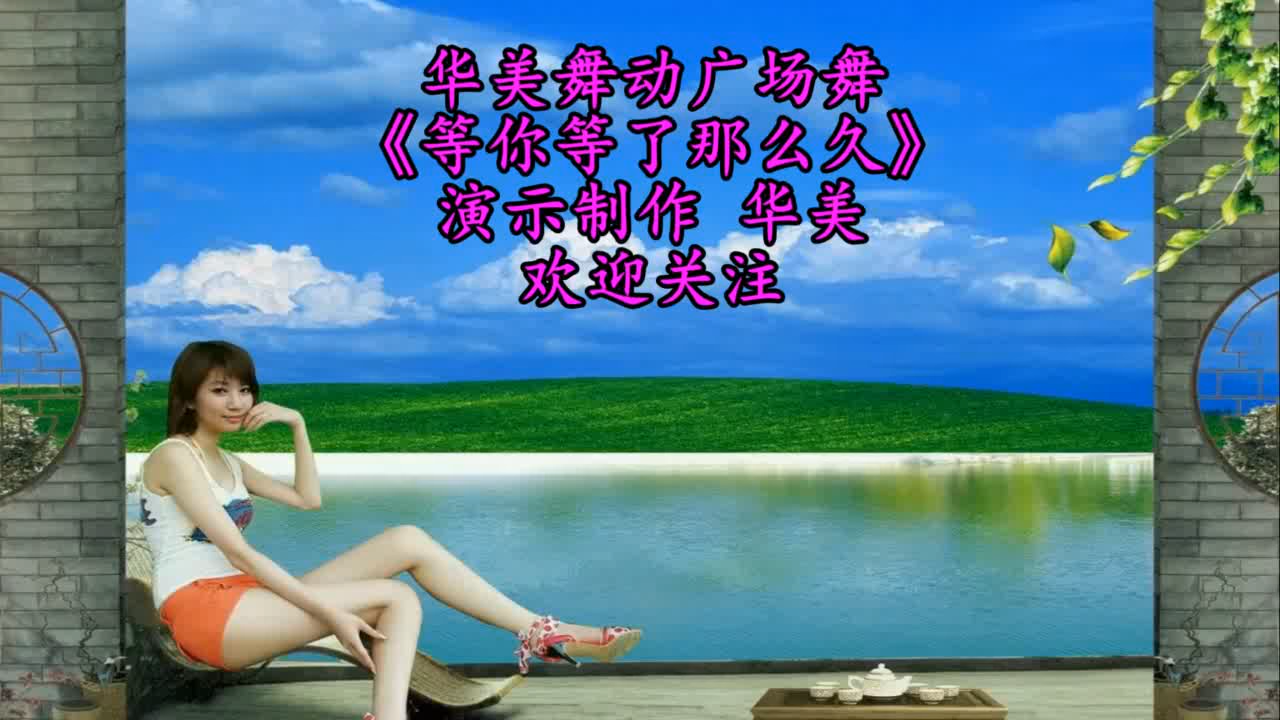 华美舞动广场舞
《等你等了那么久》
演示制作 华美
欢迎关注